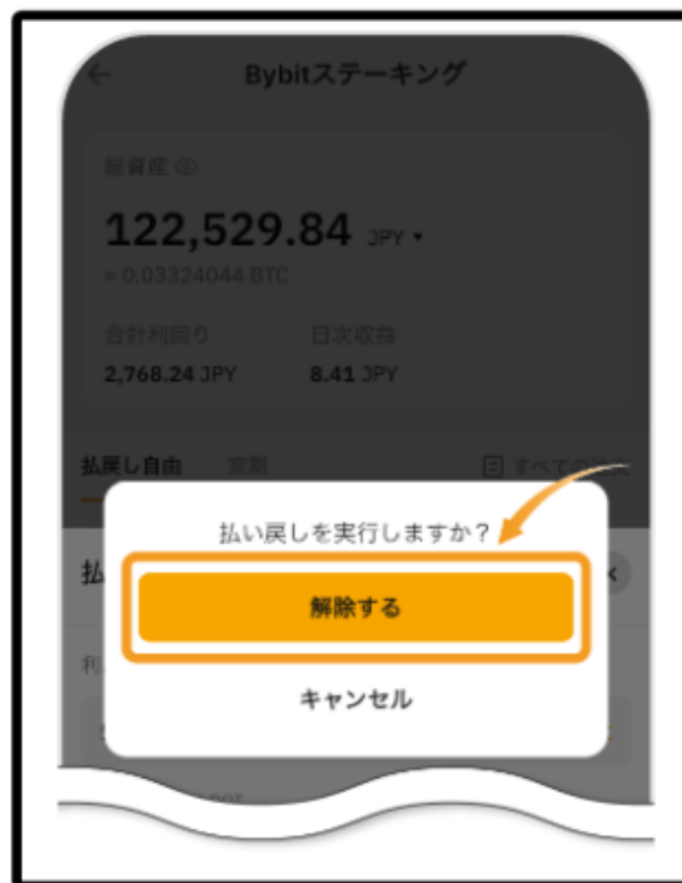 Bybitステーキング
総資産
122,529.84 JPY
≈ 0.03324044 BTC
合計利回り 日次収益
2,768.24 JPY 8.41 JPY
払戻し自由 定期 すべての注文
払い戻しを実行しますか?
払
解除する
利
キャンセル
DOT